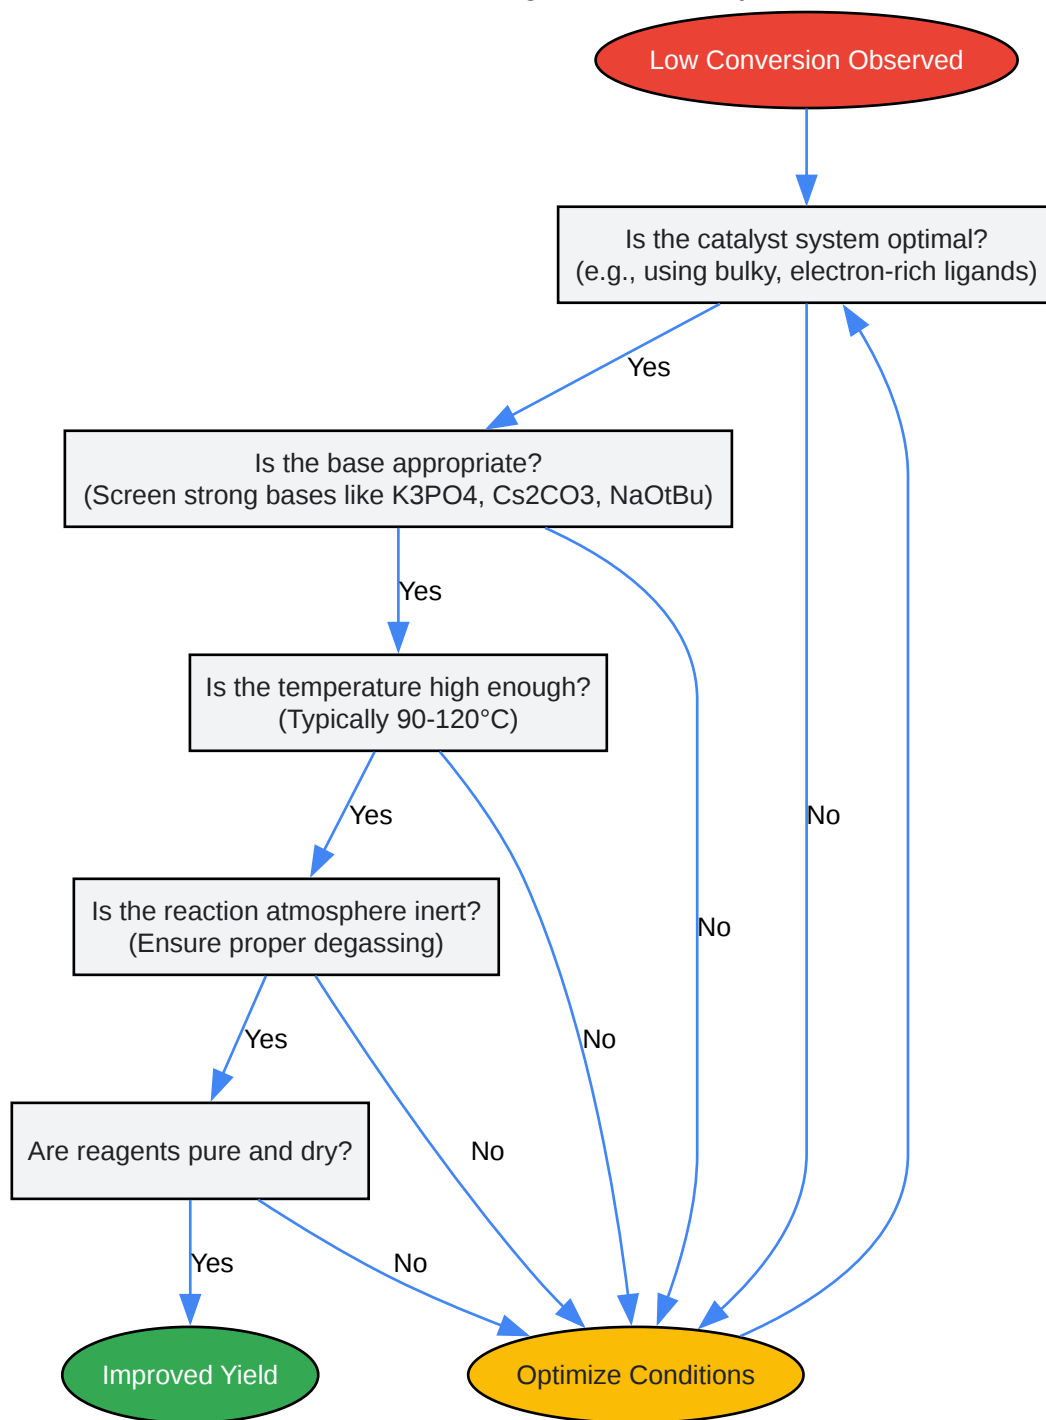 Low Conversion Observed
Is the catalyst system optimal?
(e.g., using bulky, electron-rich ligands)
Yes
Is the base appropriate?
(Screen strong bases like K3PO4, Cs2CO3, NaOtBu)
Yes
Is the temperature high enough?
(Typically 90-120°C)
Yes
No
Is the reaction atmosphere inert?
(Ensure proper degassing)
No
Yes
No
Are reagents pure and dry?
No
Yes
No
Improved Yield
Optimize Conditions